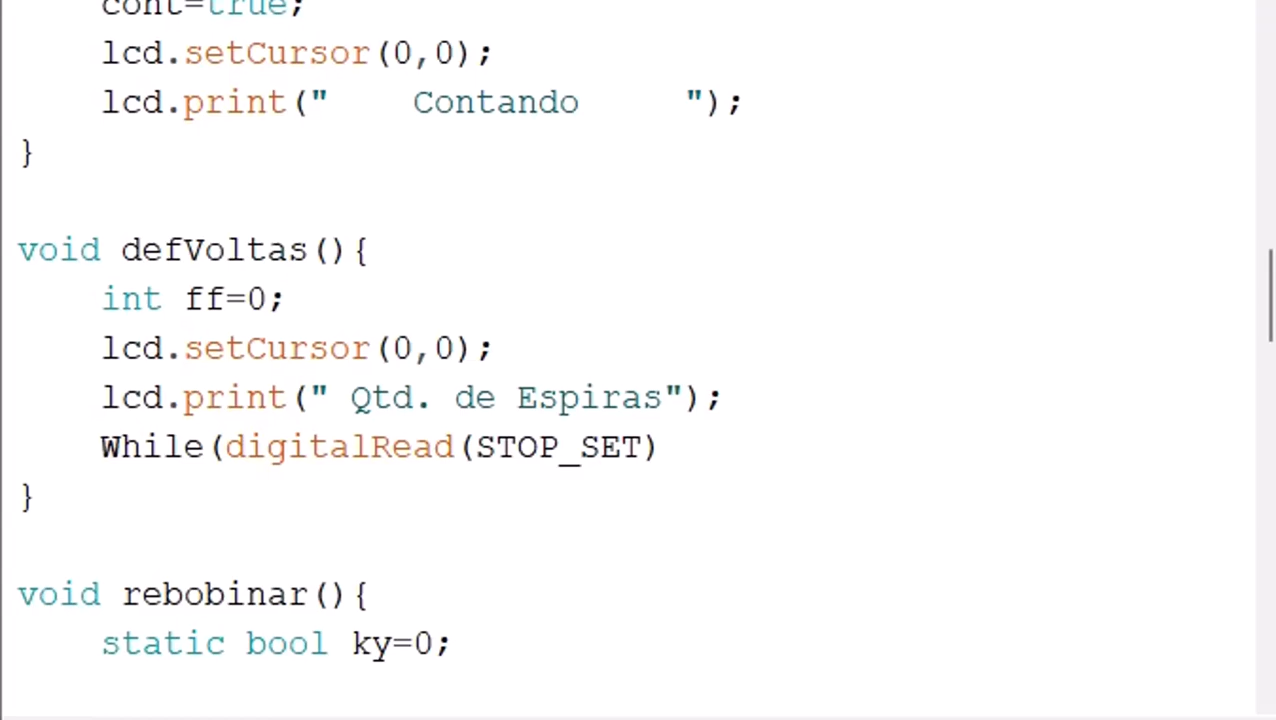 cont=true;
lcd.setCursor(0,0);
lcd.print("    Contando     ");
}
void defVoltas(){
int ff=0;
lcd.setCursor(0,0);
lcd.print(" Qtd. de Espiras");
While(digitalRead(STOP_SET)
}
void rebobinar(){
static bool ky=0;